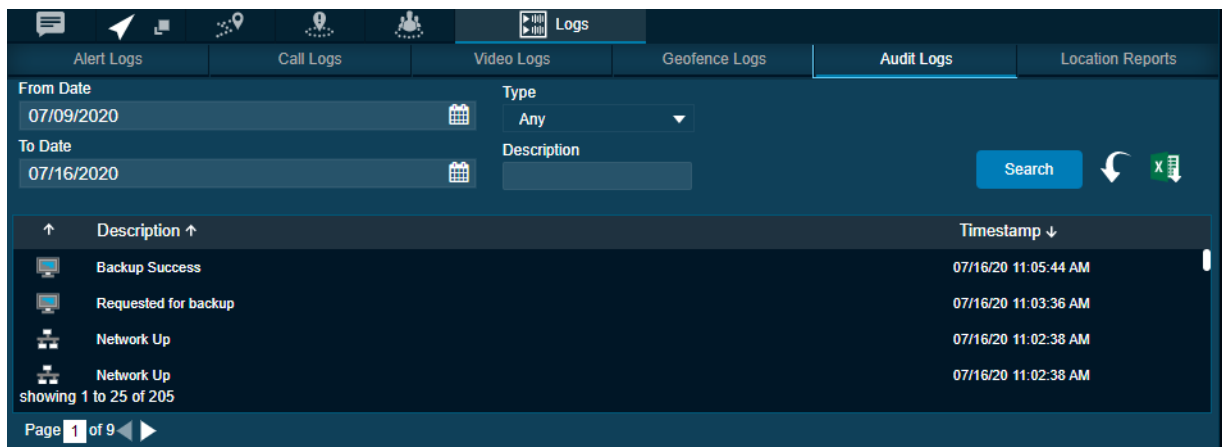 Logs
Alert Logs Call Logs Video Logs Geofence Logs Audit Logs Location Reports
From Date
07/09/2020
Type
Any
To Date
07/16/2020
Description
Search
Description Timestamp
Backup Success 07/16/20 11:05:44 AM
Requested for backup 07/16/20 11:03:36 AM
Network Up 07/16/20 11:02:38 AM
Network Up 07/16/20 11:02:38 AM
showing 1 to 25 of 205
Page 1 of 9